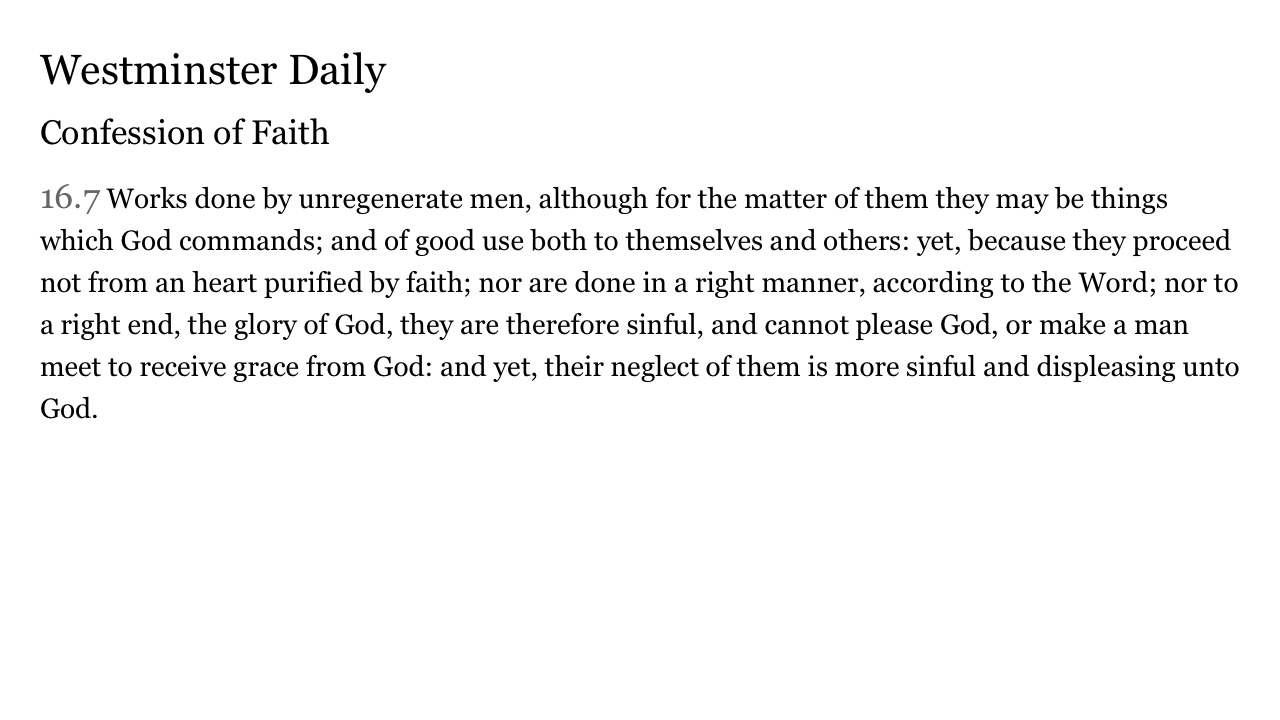 Westminster Daily
Confession of Faith
16.7 Works done by unregenerate men, although for the matter of them they may be things
which God commands; and of good use both to themselves and others: yet, because they proceed
not from an heart purified by faith; nor are done in a right manner, according to the Word; nor to
a right end, the glory of God, they are therefore sinful, and cannot please God, or make a man
meet to receive grace from God: and yet, their neglect of them is more sinful and displeasing unto
God.